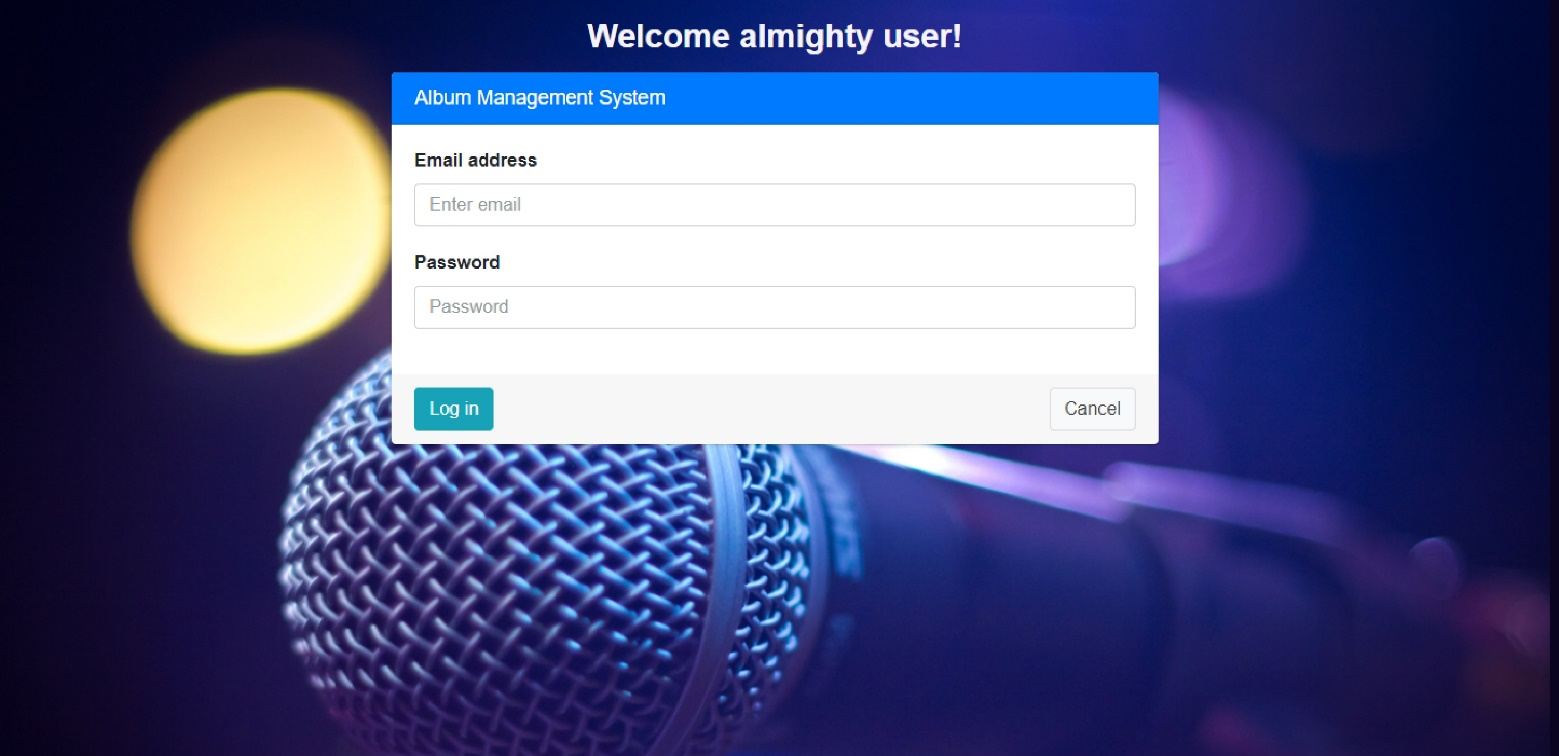 Welcome almighty user!
Album Management System
Email address
Enter email
Password
Password
Log in
Cancel